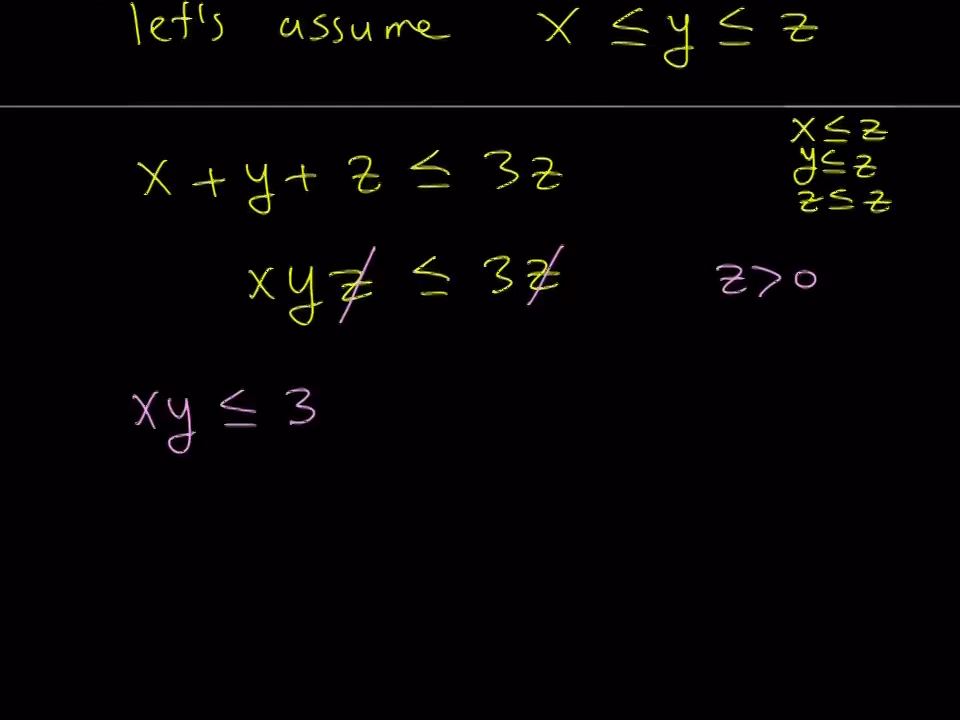 let's assume x ≤ y ≤ z
x ≤ z
y ≤ z
z ≤ z
x + y + z ≤ 3z
xyz ≤ 3z
z > 0
xy ≤ 3